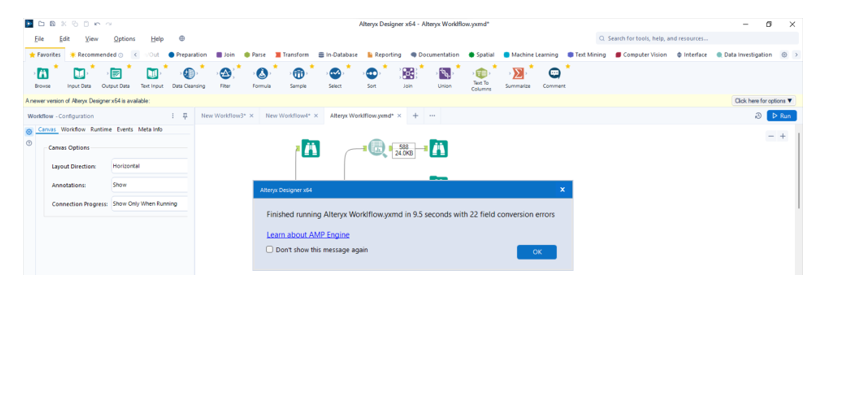 Alteryx Designer x64 - Alteryx Worklflow.yxmd*
File Edit View Options Help
Search for tools, help, and resources...
Favorites Recommended Out Preparation Join Parse Transform In-Database Reporting Documentation Spatial Machine Learning Text Mining Computer Vision Interface Data Investigation
Browse Input Data Output Data Text Input Data Cleansing Filter Formula Sample Select Sort Join Union Text To Columns Summarize Comment
A newer version of Alteryx Designer x64 is available: Click here for options ▼
Workflow - Configuration New Workflow3* × New Workflow4* × Alteryx Worklflow.yxmd* × + ··· Run
Canvas Workflow Runtime Events Meta Info
Canvas Options
Layout Direction: Horizontal
Annotations: Show
Connection Progress: Show Only When Running
588
24.0KB
Alteryx Designer x64 X
Finished running Alteryx Worklflow.yxmd in 9.5 seconds with 22 field conversion errors
Learn about AMP Engine
Don't show this message again
OK